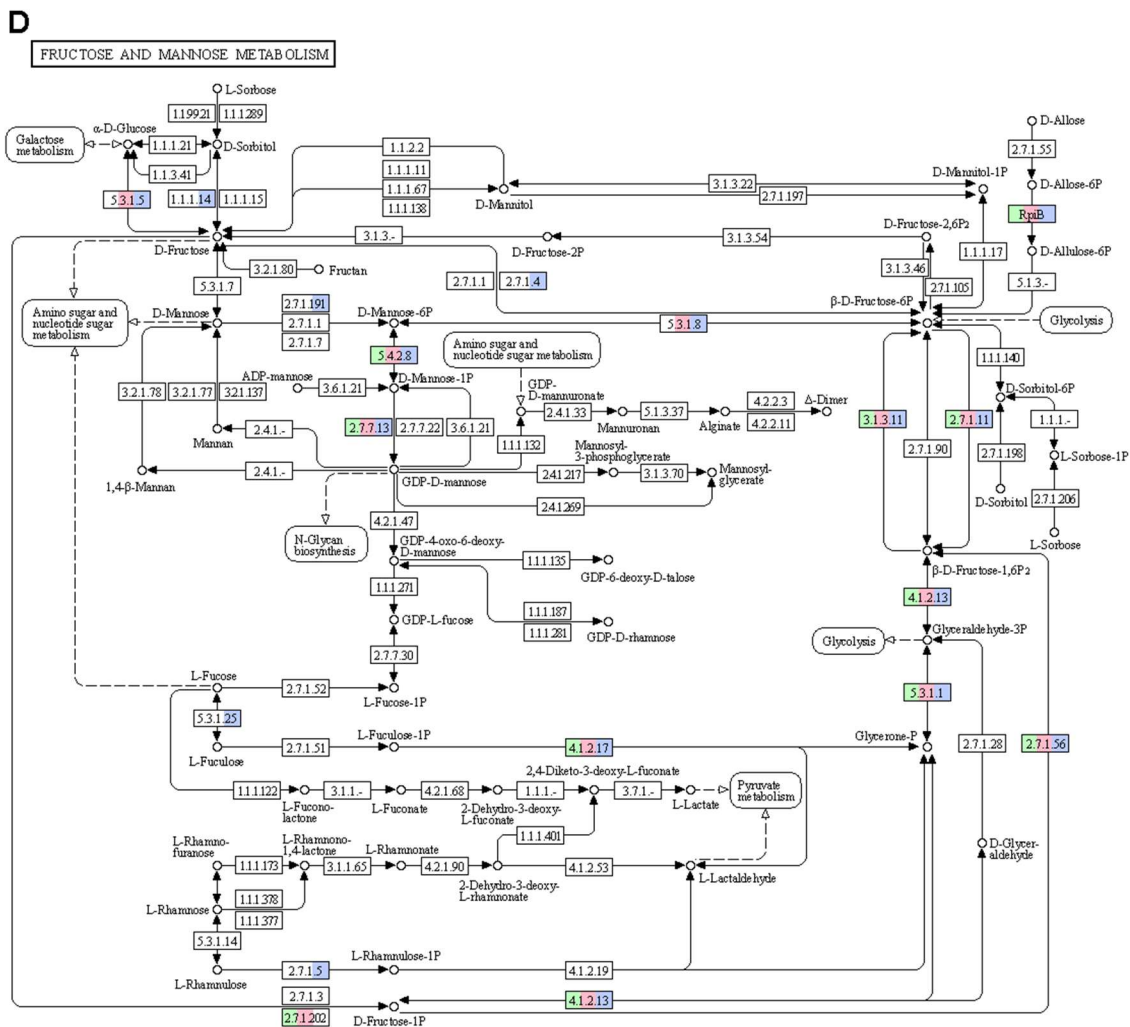 D
FRUCTOSE AND MANNOSE METABOLISM
L-Sorbose
1.1.99.21
1.1.1.289
α-D-Glucose
Galactose
metabolism
1.1.1.21
D-Sorbitol
1.1.3.41
5.3.1.5
1.1.1.14
1.1.1.15
1.1.2.2
1.1.1.11
1.1.1.67
1.1.1.138
D-Mannitol
3.1.3.22
2.7.1.197
D-Mannitol-1P
D-Allose
2.7.1.55
D-Allose-6P
RpiB
D-Allulose-6P
5.1.3.-
1.1.1.17
D-Fructose
3.1.3.-
D-Fructose-2P
3.1.3.54
D-Fructose-2,6P2
3.1.3.46
2.7.1.105
3.2.1.80
Fructan
5.3.1.7
2.7.1.1
2.7.1.4
β-D-Fructose-6P
Glycolysis
Amino sugar and
nucleotide sugar
metabolism
D-Mannose
2.7.1.191
2.7.1.1
2.7.1.7
D-Mannose-6P
5.3.1.8
5.4.2.8
Amino sugar and
nucleotide sugar metabolism
1.1.1.140
D-Sorbitol-6P
ADP-mannose
3.6.1.21
D-Mannose-1P
GDP-
D-mannuronate
3.2.1.78
3.2.1.77
3.2.1.137
2.4.1.33
Mannuronan
5.1.3.37
Alginate
4.2.2.3
4.2.2.11
Δ-Dimer
3.1.3.11
2.7.1.11
1.1.1.-
Mannan
2.4.1.-
2.7.7.13
2.7.7.22
3.6.1.21
1.1.1.132
2.7.1.90
2.7.1.198
L-Sorbose-1P
1,4-β-Mannan
2.4.1.-
GDP-D-mannose
Mannosyl-
3-phosphoglycerate
2.4.1.217
3.1.3.70
Mannosyl-
glycerate
2.4.1.269
D-Sorbitol
2.7.1.206
L-Sorbose
N-Glycan
biosynthesis
4.2.1.47
GDP-4-oxo-6-deoxy-
D-mannose
1.1.1.135
GDP-6-deoxy-D-talose
β-D-Fructose-1,6P2
1.1.1.271
1.1.1.187
1.1.1.281
GDP-D-rhamnose
4.1.2.13
GDP-L-fucose
Glycolysis
Glyceraldehyde-3P
2.7.7.30
L-Fucose
2.7.1.52
L-Fucose-1P
5.3.1.1
5.3.1.25
L-Fuculose
2.7.1.51
L-Fuculose-1P
4.1.2.17
Glycerone-P
2.7.1.28
2.7.1.56
1.1.1.122
L-Fucono-
lactone
3.1.1.-
L-Fuconate
4.2.1.68
2-Dehydro-3-deoxy-
L-fuconate
1.1.1.-
2,4-Diketo-3-deoxy-L-fuconate
3.7.1.-
L-Lactate
Pyruvate
metabolism
1.1.1.401
L-Rhamno-
furanose
1.1.1.173
L-Rhamnono-
1,4-lactone
3.1.1.65
L-Rhamnonate
4.2.1.90
2-Dehydro-3-deoxy-
L-rhamnonate
4.1.2.53
L-Lactaldehyde
D-Glycer-
aldehyde
L-Rhamnose
1.1.1.378
1.1.1.377
5.3.1.14
L-Rhamnulose
2.7.1.5
L-Rhamnulose-1P
4.1.2.19
2.7.1.3
2.7.1.202
D-Fructose-1P
4.1.2.13